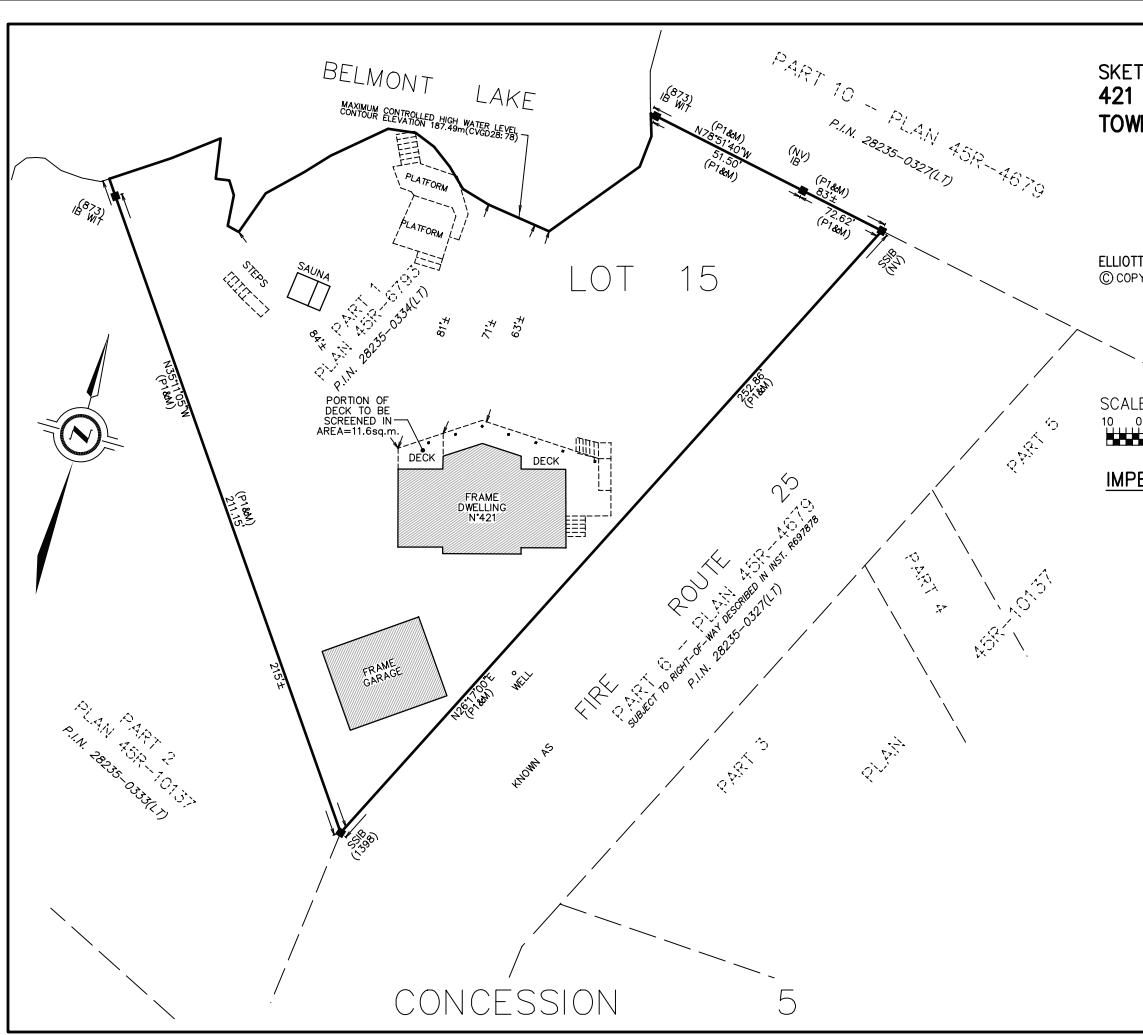 BELMONT LAKE
MAXIMUM CONTROLLED HIGH WATER LEVEL
CONTOUR ELEVATION 187.49m(CVGD28:78)
(873)
IB WIT
(P1&M)
N78°51'40"W
51.50'
(P1&M)
(NV)
IB
(P1&M)
83'±
72.62'
(P1&M)
SSIB
(NV)
PART 10 - PLAN 45R-4679
P.I.N. 28235-0327(LT)
SKET
421
TOWN
ELLIOTT
© COPY
SCALE
10 0
IMPE
(873)
IB WIT
PLATFORM
PLATFORM
STEPS
SAUNA
LOT 15
PART 1
PLAN 45R-6793
P.I.N. 28235-0334(LT)
84'±
81'±
71'±
63'±
N35°11'05"W
(P1&M)
(P1&M)
211.15'
215'±
PORTION OF
DECK TO BE
SCREENED IN
AREA=11.6sq.m.
DECK
DECK
FRAME
DWELLING
N°421
252.86'
(P1&M)
N26°17'00"E
(P1&M)
FRAME
GARAGE
WELL
KNOWN AS
FIRE ROUTE 25
PART 6 - PLAN 45R-4679
SUBJECT TO RIGHT-OF-WAY DESCRIBED IN INST. R697878
P.I.N. 28235-0327(LT)
PART 5
PART 4
45R-10137
PART 3
PLAN
PART 2
PLAN 45R-10137
P.I.N. 28235-0333(LT)
SSIB
(1398)
CONCESSION 5